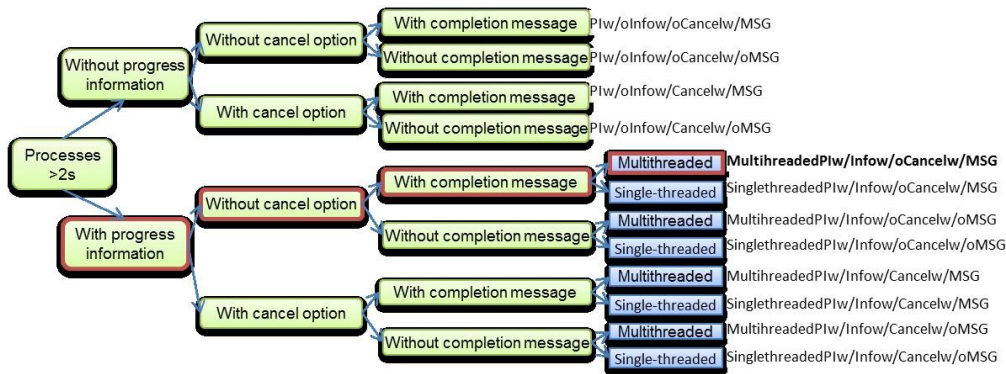 With completion message PIw/oInfow/oCancelw/MSG
Without cancel option
Without completion message PIw/oInfow/oCancelw/oMSG
Without progress
information
With completion message PIw/oInfow/Cancelw/MSG
With cancel option
Without completion message PIw/oInfow/Cancelw/oMSG
Processes
>2s
Multithreaded MultihreadedPIw/Infow/oCancelw/MSG
With completion message
Single-threaded SinglethreadedPIw/Infow/oCancelw/MSG
Without cancel option
Multithreaded MultihreadedPIw/Infow/oCancelw/oMSG
Without completion message
Single-threaded SinglethreadedPIw/Infow/oCancelw/oMSG
With progress
information
Multithreaded MultihreadedPIw/Infow/Cancelw/MSG
With completion message
Single-threaded SinglethreadedPIw/Infow/Cancelw/MSG
With cancel option
Multithreaded MultihreadedPIw/Infow/Cancelw/oMSG
Without completion message
Single-threaded SinglethreadedPIw/Infow/Cancelw/oMSG